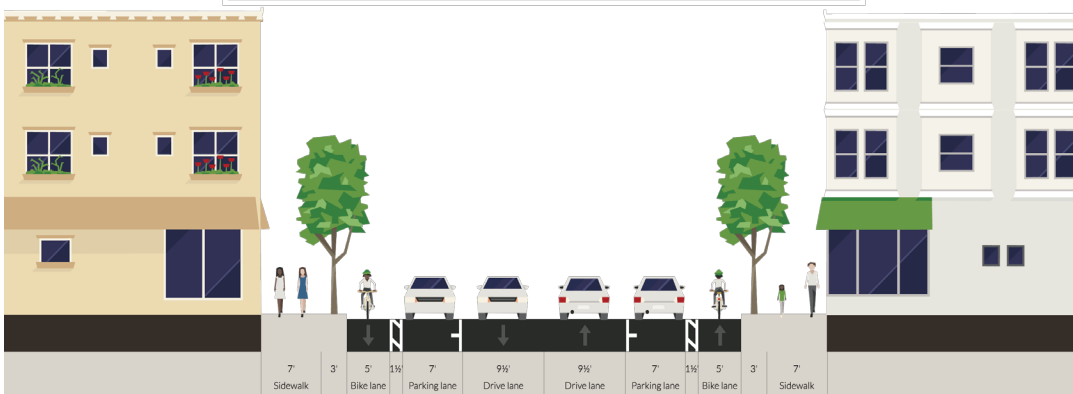 7' 3' 5' 1½' 7' 9½' 9½' 7' 1½' 5' 3' 7'
Sidewalk Bike lane Parking lane Drive lane Drive lane Parking lane Bike lane Sidewalk